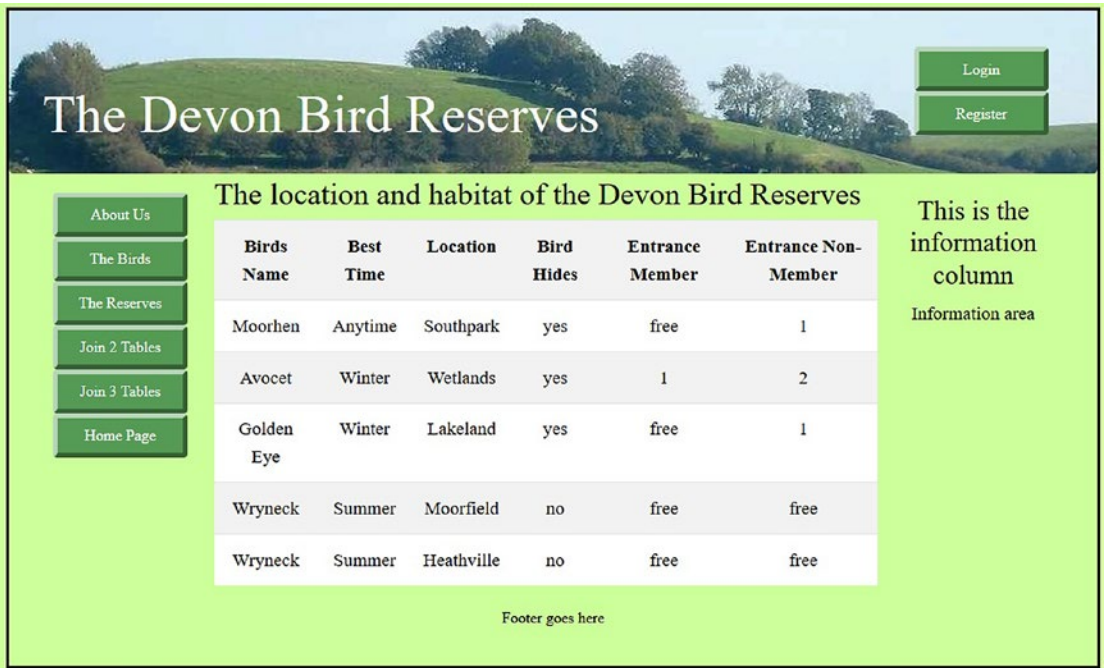 The Devon Bird Reserves
Login
Register
About Us
The Birds
The Reserves
Join 2 Tables
Join 3 Tables
Home Page
The location and habitat of the Devon Bird Reserves
Birds Name Best Time Location Bird Hides Entrance Member Entrance Non-Member
Moorhen Anytime Southpark yes free 1
Avocet Winter Wetlands yes 1 2
Golden Eye Winter Lakeland yes free 1
Wryneck Summer Moorfield no free free
Wryneck Summer Heathville no free free
This is the
information
column
Information area
Footer goes here